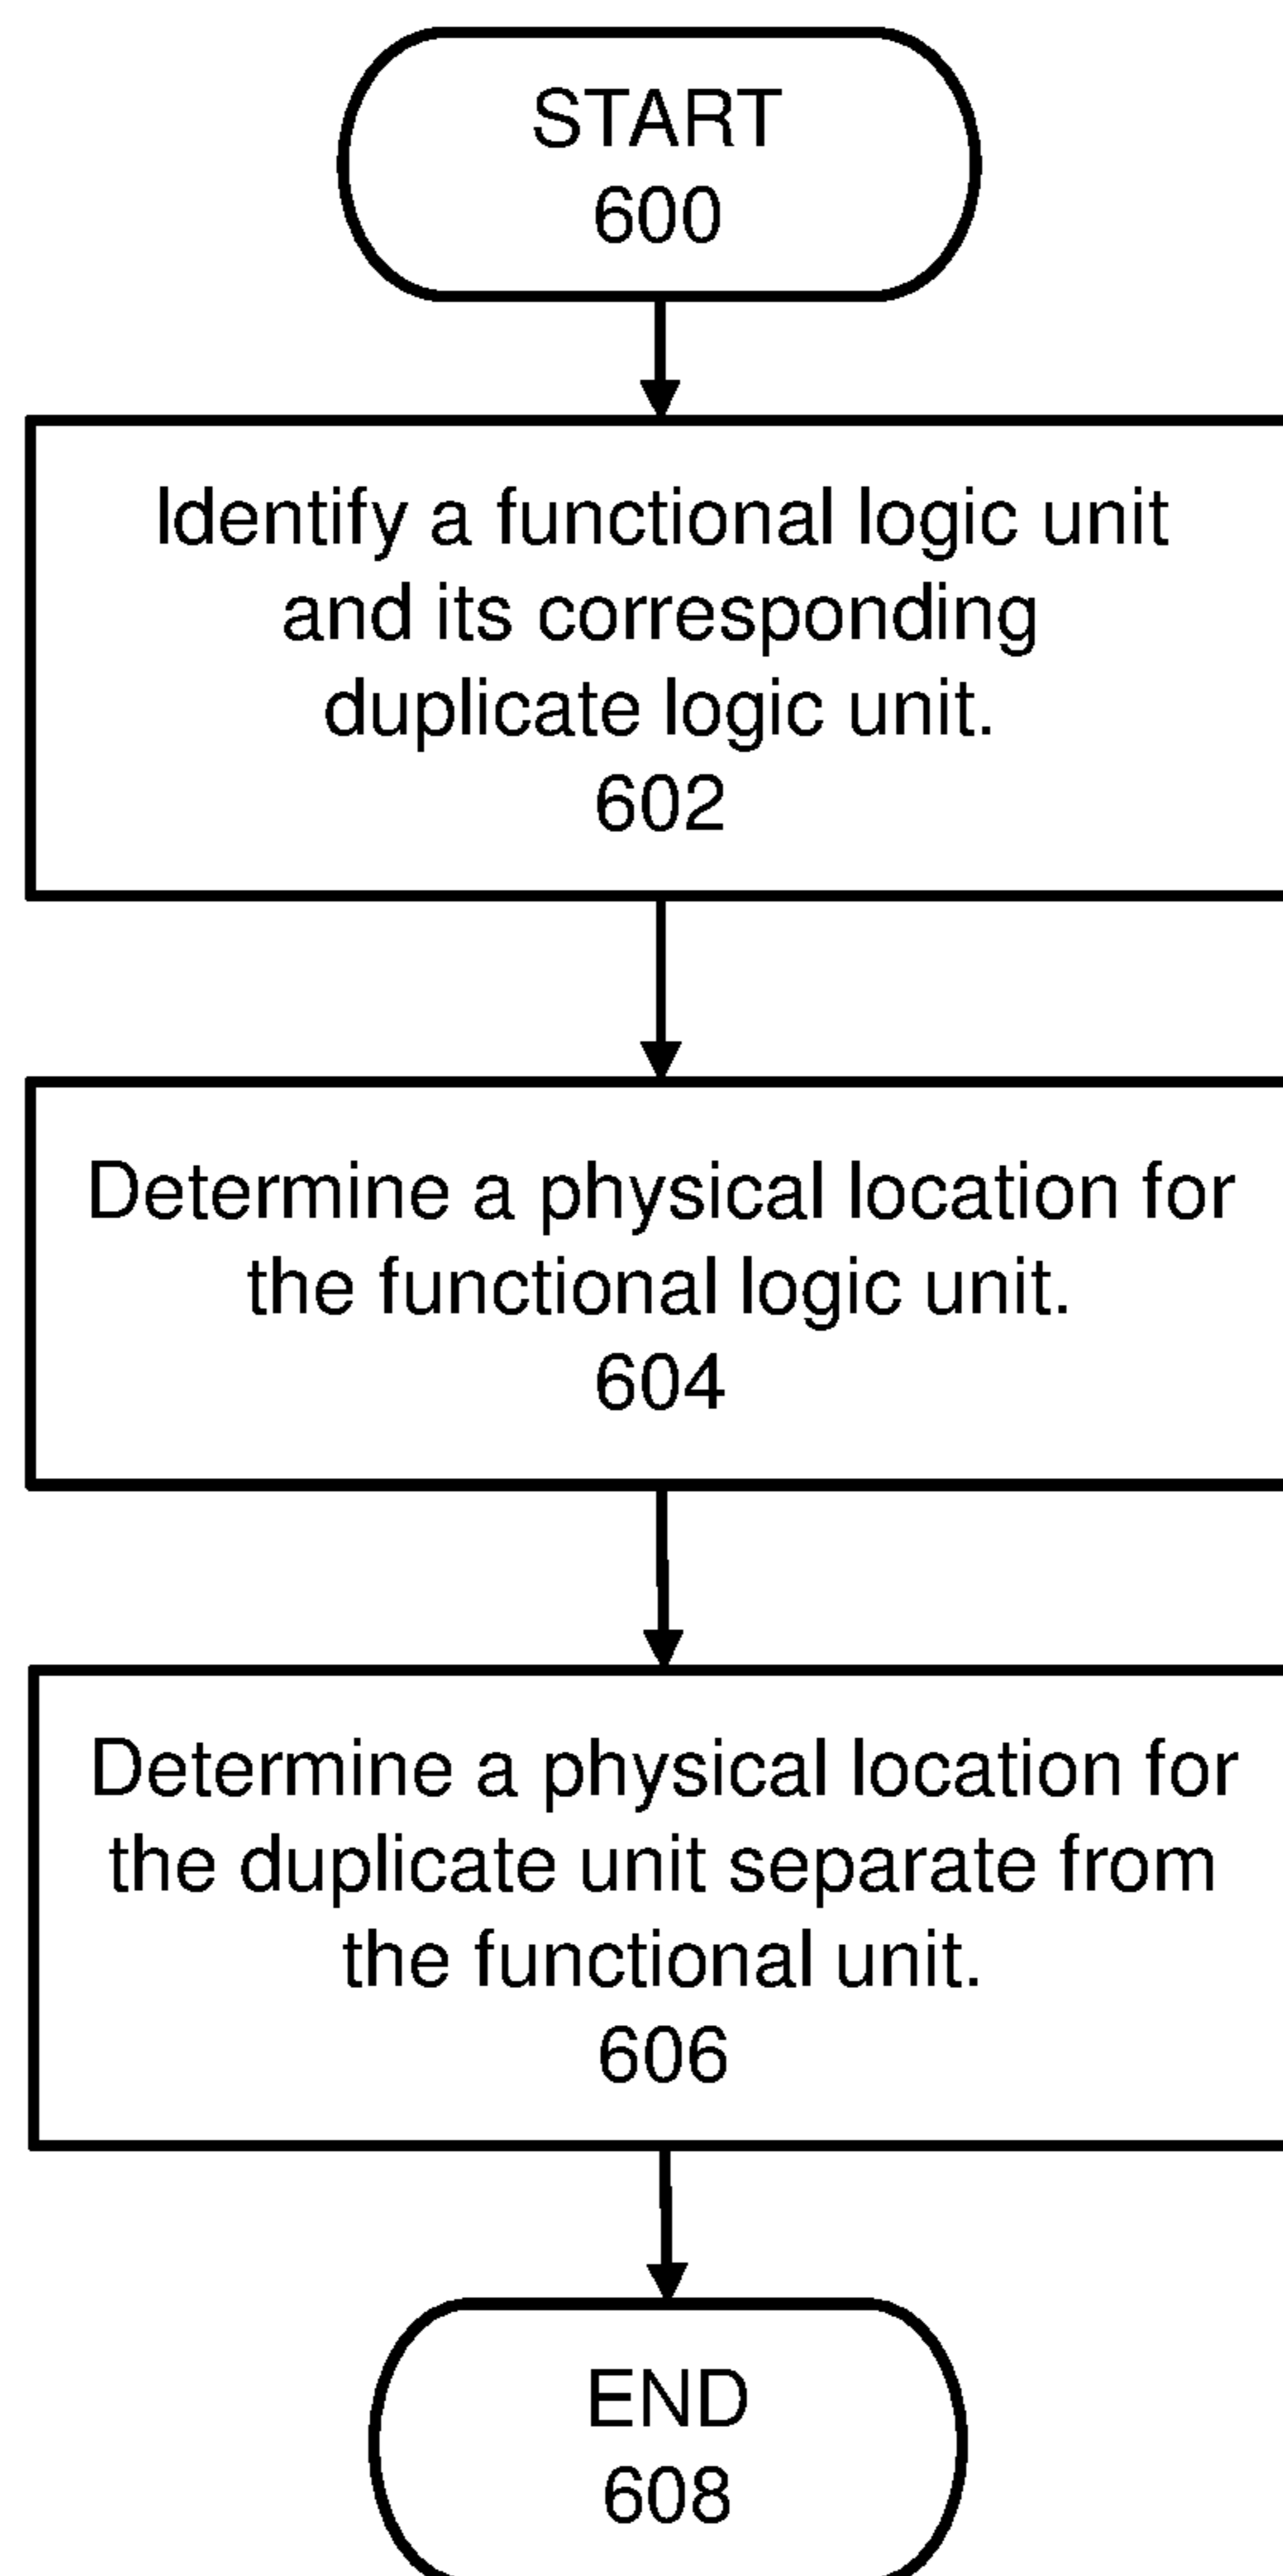 START
600
Identify a functional logic unit
and its corresponding
duplicate logic unit.
602
Determine a physical location for
the functional logic unit.
604
Determine a physical location for
the duplicate unit separate from
the functional unit.
606
END
608